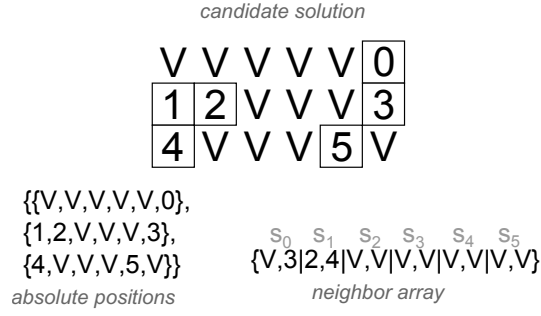 candidate solution
V V V V V 0
1 2 V V V 3
4 V V V 5 V
{{V,V,V,V,V,0},
{1,2,V,V,V,3},
{4,V,V,V,5,V}}
absolute positions
S0 S1 S2 S3 S4 S5
{V,3|2,4|V,V|V,V|V,V|V,V}
neighbor array